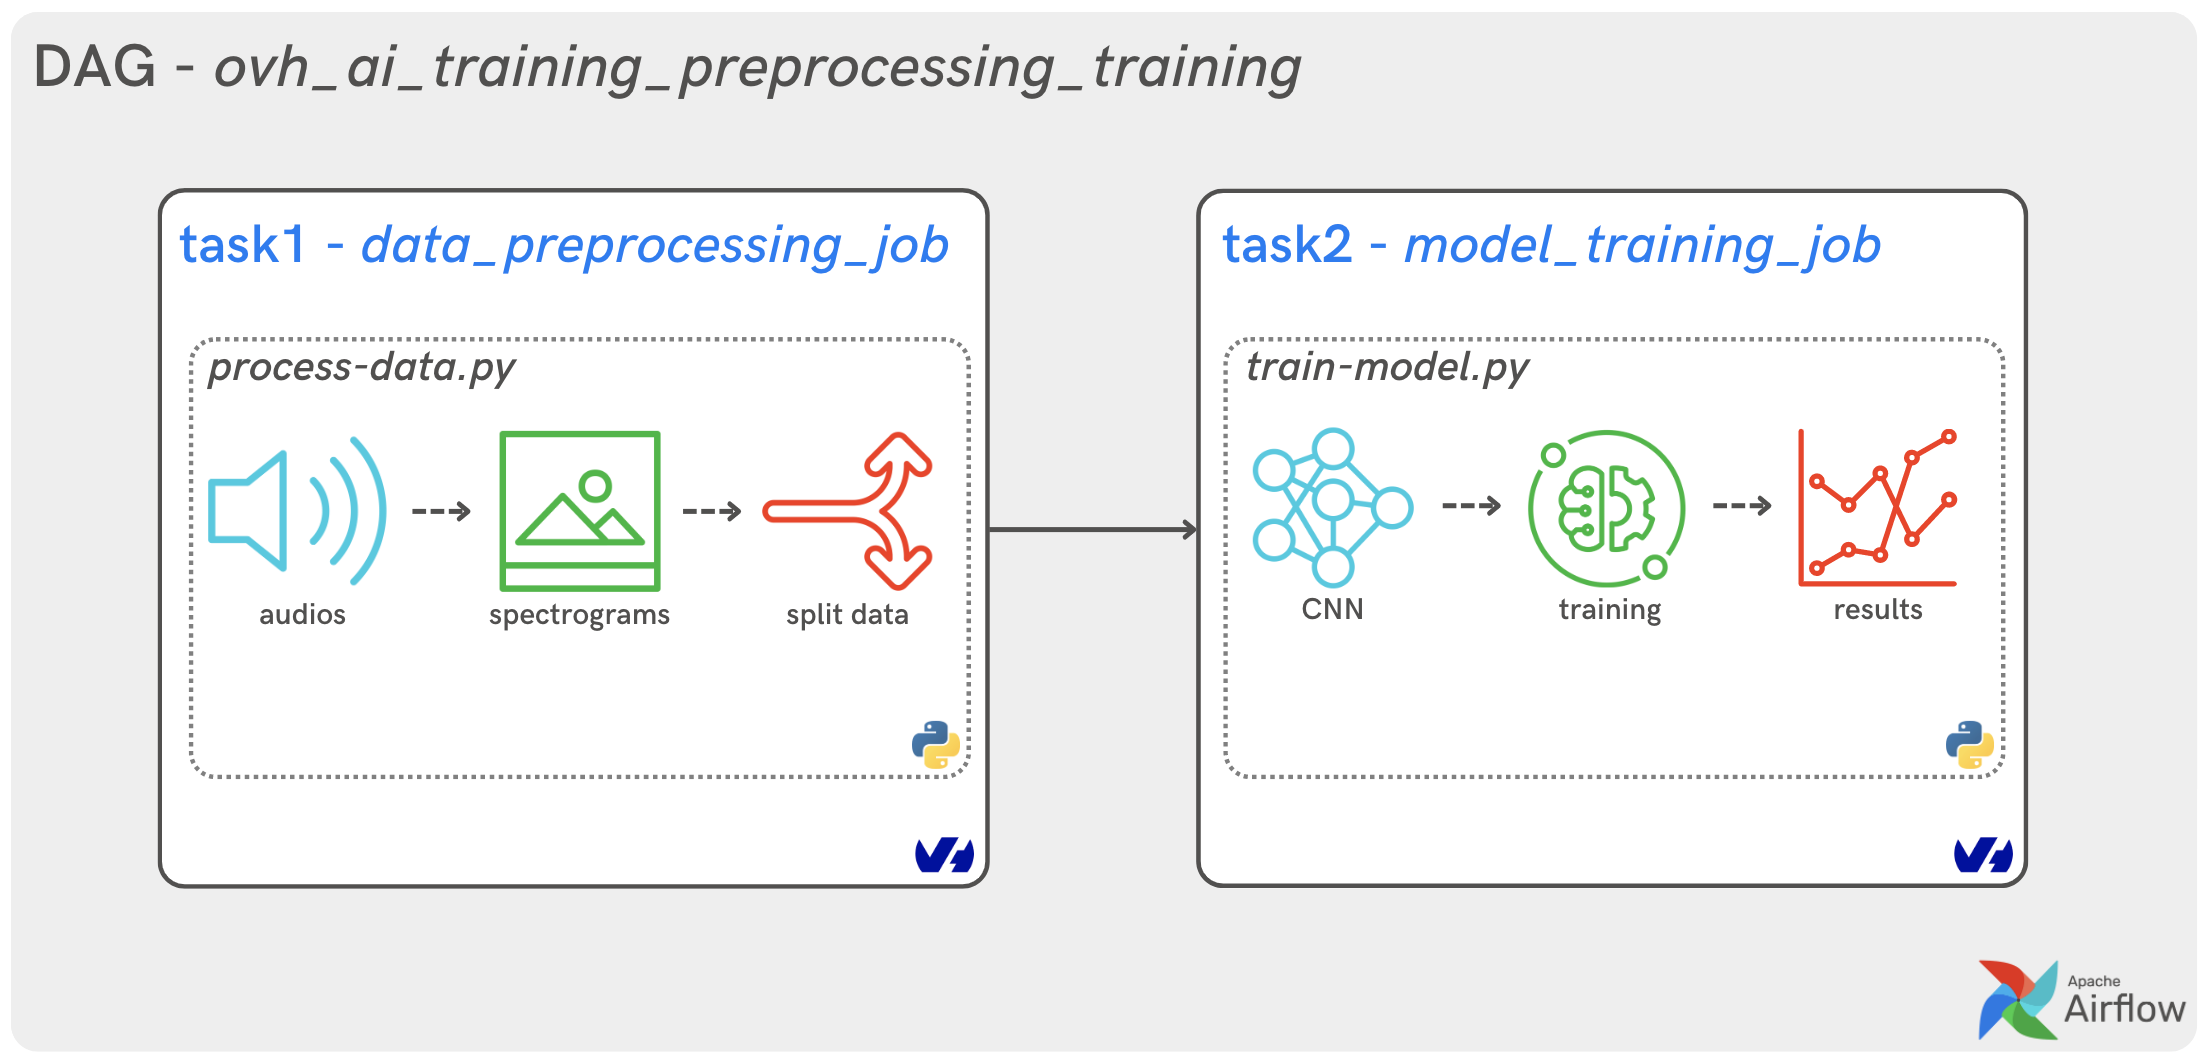 DAG - ovh_ai_training_preprocessing_training
task1 - data_preprocessing_job
process-data.py
audios
spectrograms
split data
task2 - model_training_job
train-model.py
CNN
training
results
Apache
Airflow